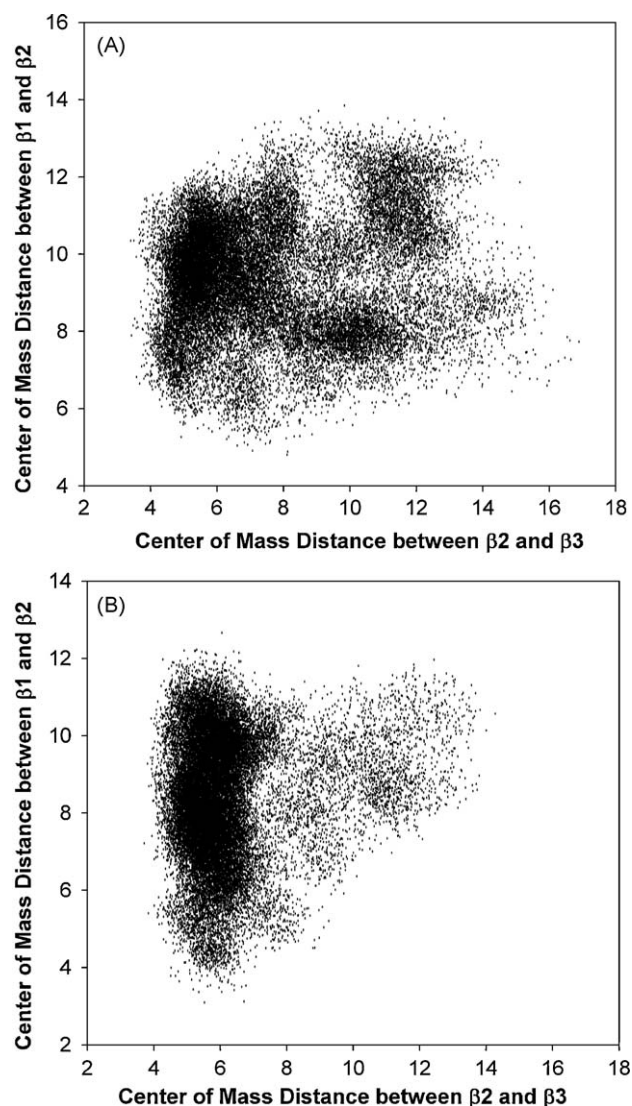 (A)
Center of Mass Distance between β1 and β2
16
14
12
10
8
6
4
2 4 6 8 10 12 14 16 18
Center of Mass Distance between β2 and β3
(B)
Center of Mass Distance between β1 and β2
14
12
10
8
6
4
2
2 4 6 8 10 12 14 16 18
Center of Mass Distance between β2 and β3